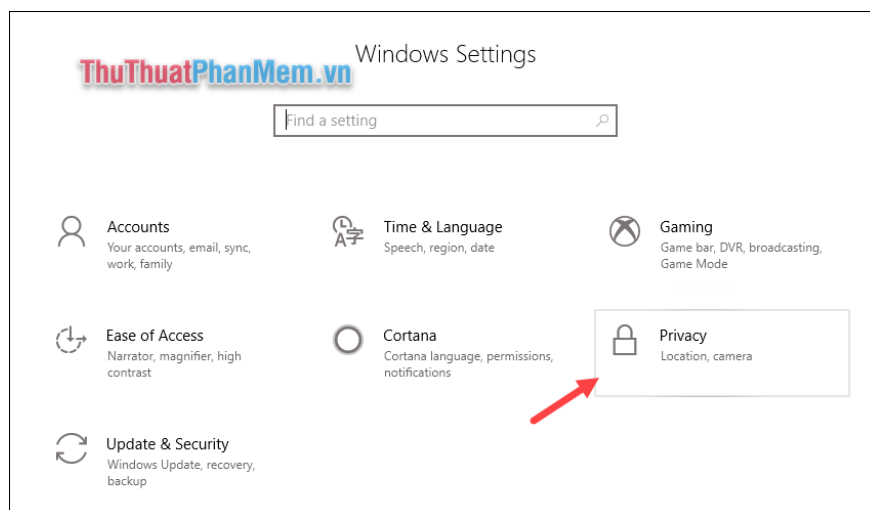 Windows Settings
ThuThuatPhanMem.vn
Find a setting
Accounts
Your accounts, email, sync,
work, family
Time & Language
Speech, region, date
Gaming
Game bar, DVR, broadcasting,
Game Mode
Ease of Access
Narrator, magnifier, high
contrast
Cortana
Cortana language, permissions,
notifications
Privacy
Location, camera
Update & Security
Windows Update, recovery,
backup